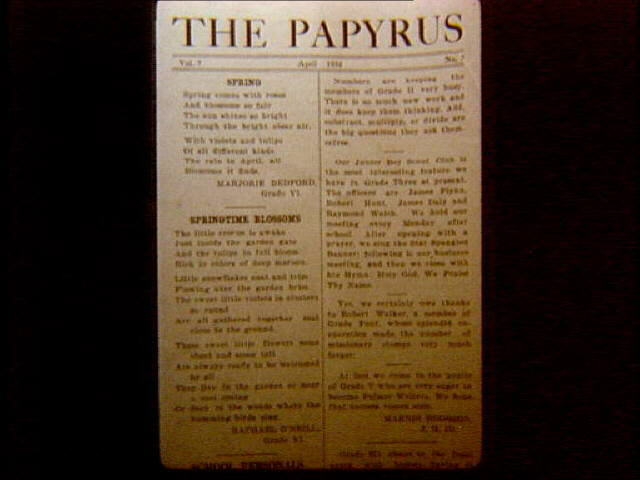 THE PAPYRUS
Vol. 7 April 1934 No. 7
SPRING
Spring comes with roses
And blossoms so fair
The sun shines so bright
Through the bright clear air.
With violets and tulips
Of all different kinds
The rain in April, all
Blossoms it finds.
MARJORIE DEDFORD,
Grade VI.
SPRINGTIME BLOSSOMS
The little crocus is awake
Just inside the garden gate
And the tulips in full bloom
Rich in colors of deep maroon.
Little snowflakes neat and trim
Flowing over the garden brim
The sweet little violets in clusters
so round
Are all gathered together
close to the ground.
These sweet little flowers some
short and some tall
Are always ready to be welcomed
by all
They live in the garden or near
a cool spring
Or back in the woods where the
humming birds sing.
RAPHAEL O'NEILL,
Grade VI.
SCHOOL PERSONALS
Numbers are keeping the
members of Grade II very busy.
There is so much new work and
it does keep them thinking. Add,
substract, multiply, or divide are
the big questions they ask them-
selves.
Our Junior Boy Scout Club is
the most interesting feature we
have in Grade Three at present.
The officers are James Flynn,
Robert Hunt, James Daly and
Raymond Walch. We hold our
meeting every Monday after
school. After opening with a
prayer, we sing the Star Spangled
Banner; following is our business
meeting, and then we close with
the Hymn, Holy God, We Praise
Thy Name.
Yes, we certainly owe thanks
to Robert Walker, a member of
Grade Four, whose splendid co-
operation made the number of
missionary stamps very much
larger.
At last we come to the pupils
of Grade V who are very eager to
become Palmer Writers. We hope
that success comes soon.
J. H. III.